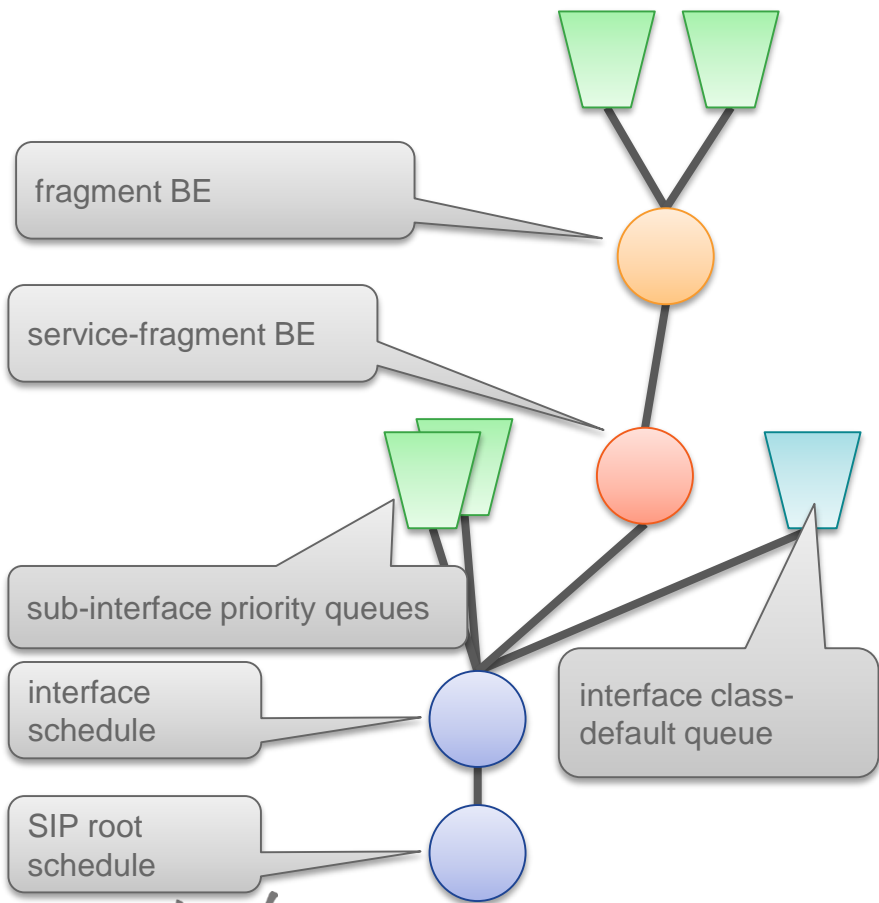 fragment BE
service-fragment BE
sub-interface priority queues
interface
schedule
interface class-
default queue
SIP root
schedule